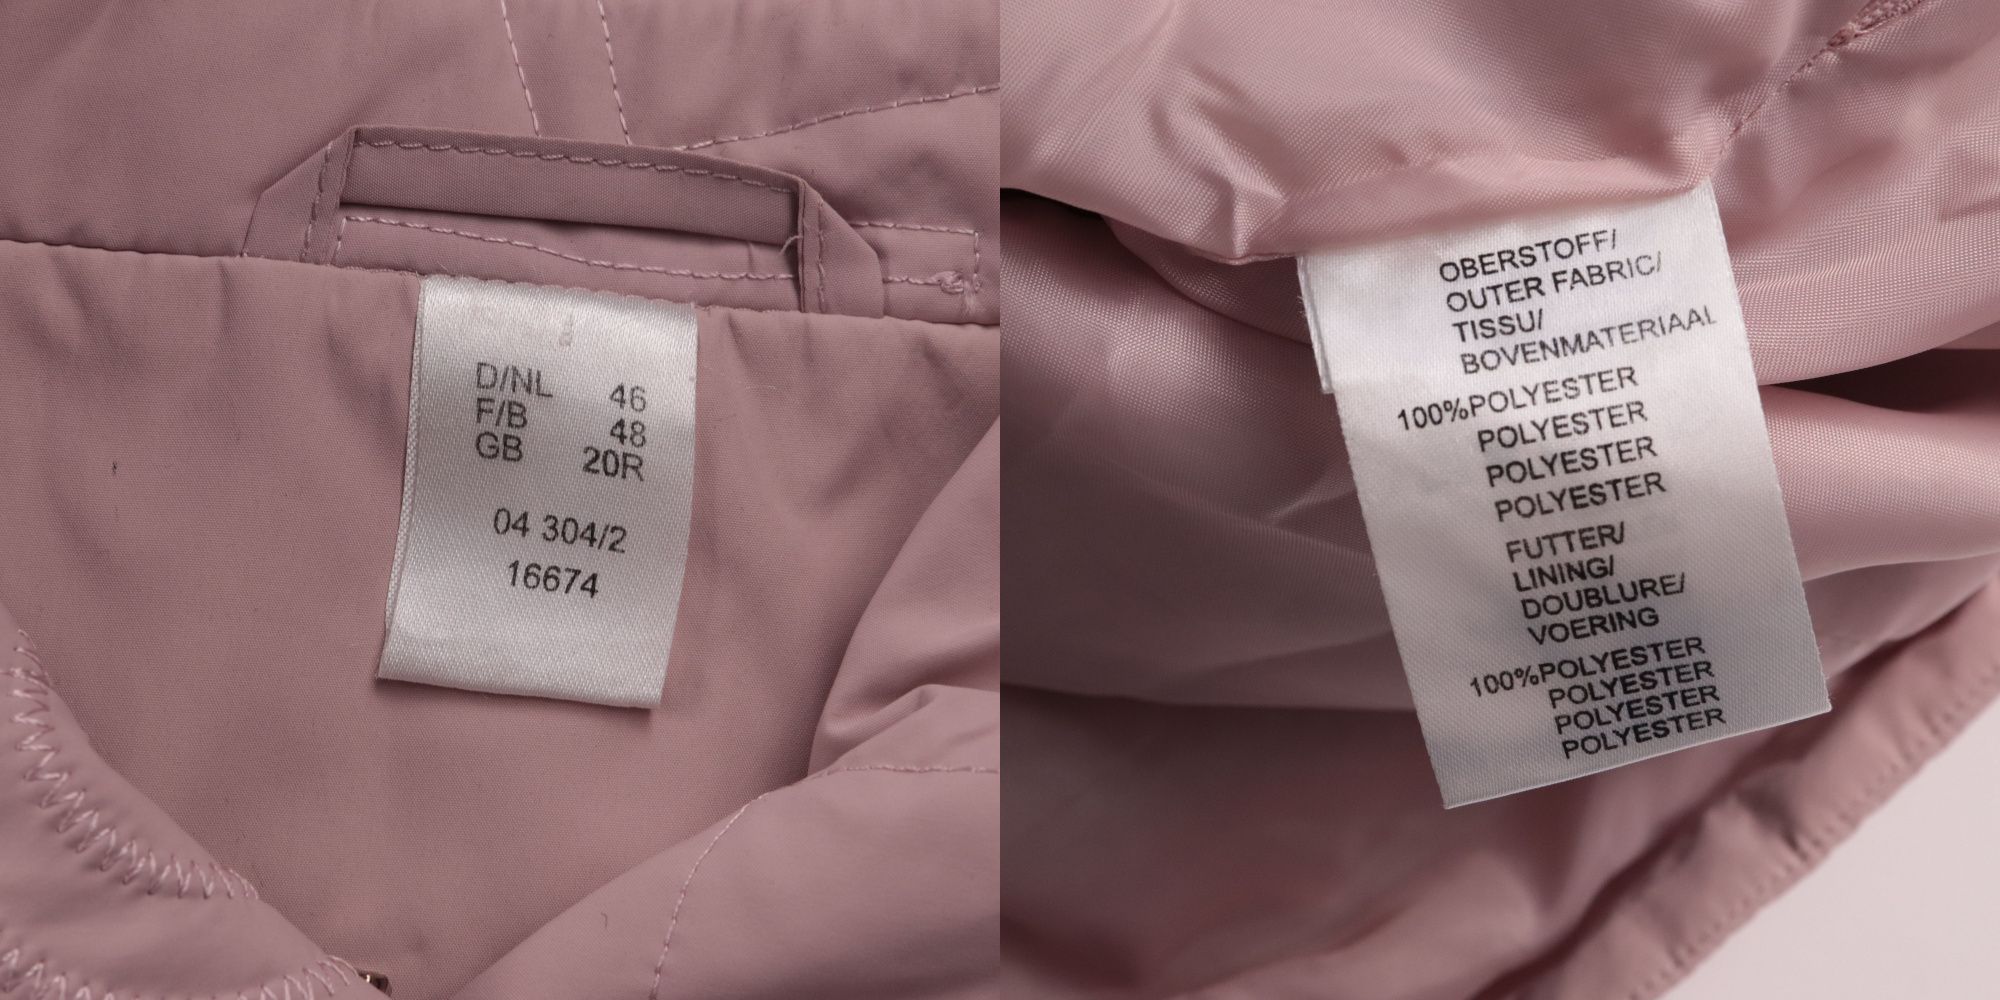 D/NL 46
F/B 48
GB 20R
04 304/2
16674
OBERSTOFF/
OUTER FABRIC/
TISSU/
BOVENMATERIAAL
100%POLYESTER
POLYESTER
POLYESTER
POLYESTER
FUTTER/
LINING/
DOUBLURE/
VOERING
100%POLYESTER
POLYESTER
POLYESTER
POLYESTER